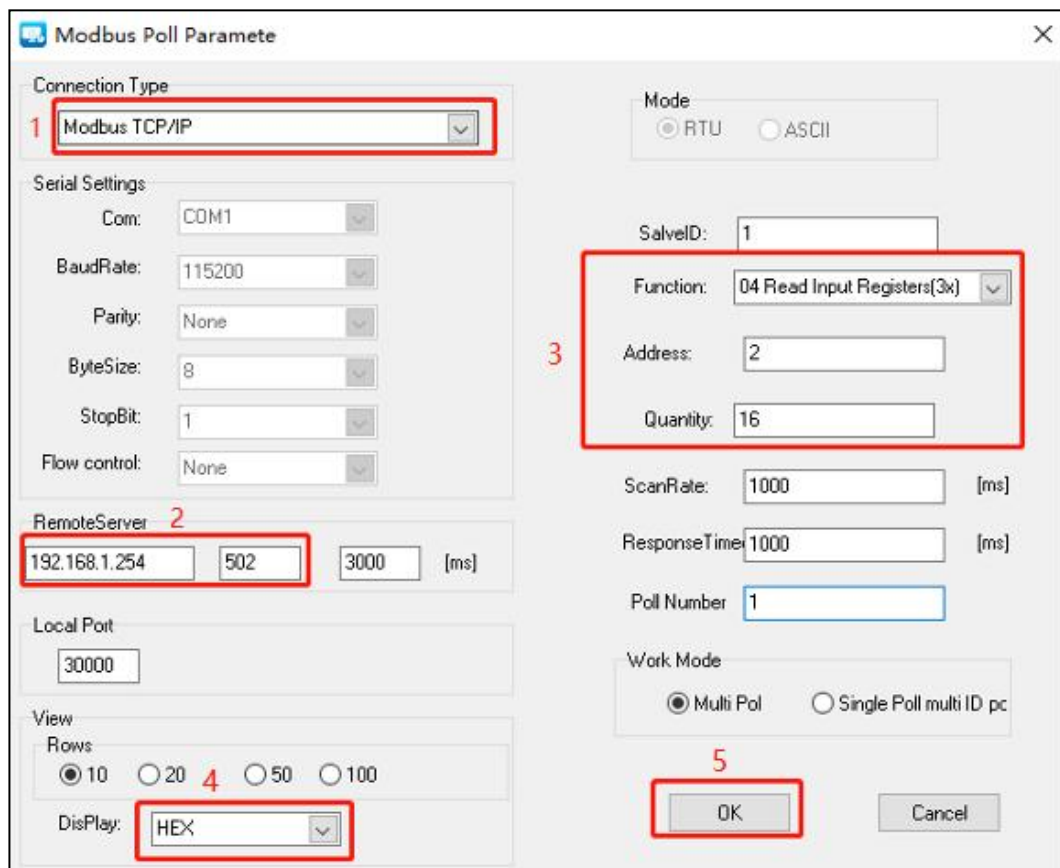 Modbus Poll Paramete
Connection Type
1 Modbus TCP/IP
Serial Settings
Com: COM1
BaudRate: 115200
Parity: None
ByteSize: 8
StopBit: 1
Flow control: None
RemoteServer 2
192.168.1.254 502 3000 [ms]
Local Port
30000
View
Rows
10 20 50 100
4
DisPlay: HEX
Mode
RTU ASCII
SalveID: 1
Function: 04 Read Input Registers(3x)
3
Address: 2
Quantity: 16
ScanRate: 1000 [ms]
ResponseTime 1000 [ms]
Poll Number 1
Work Mode
Multi Pol Single Poll multi ID pc
5
OK Cancel